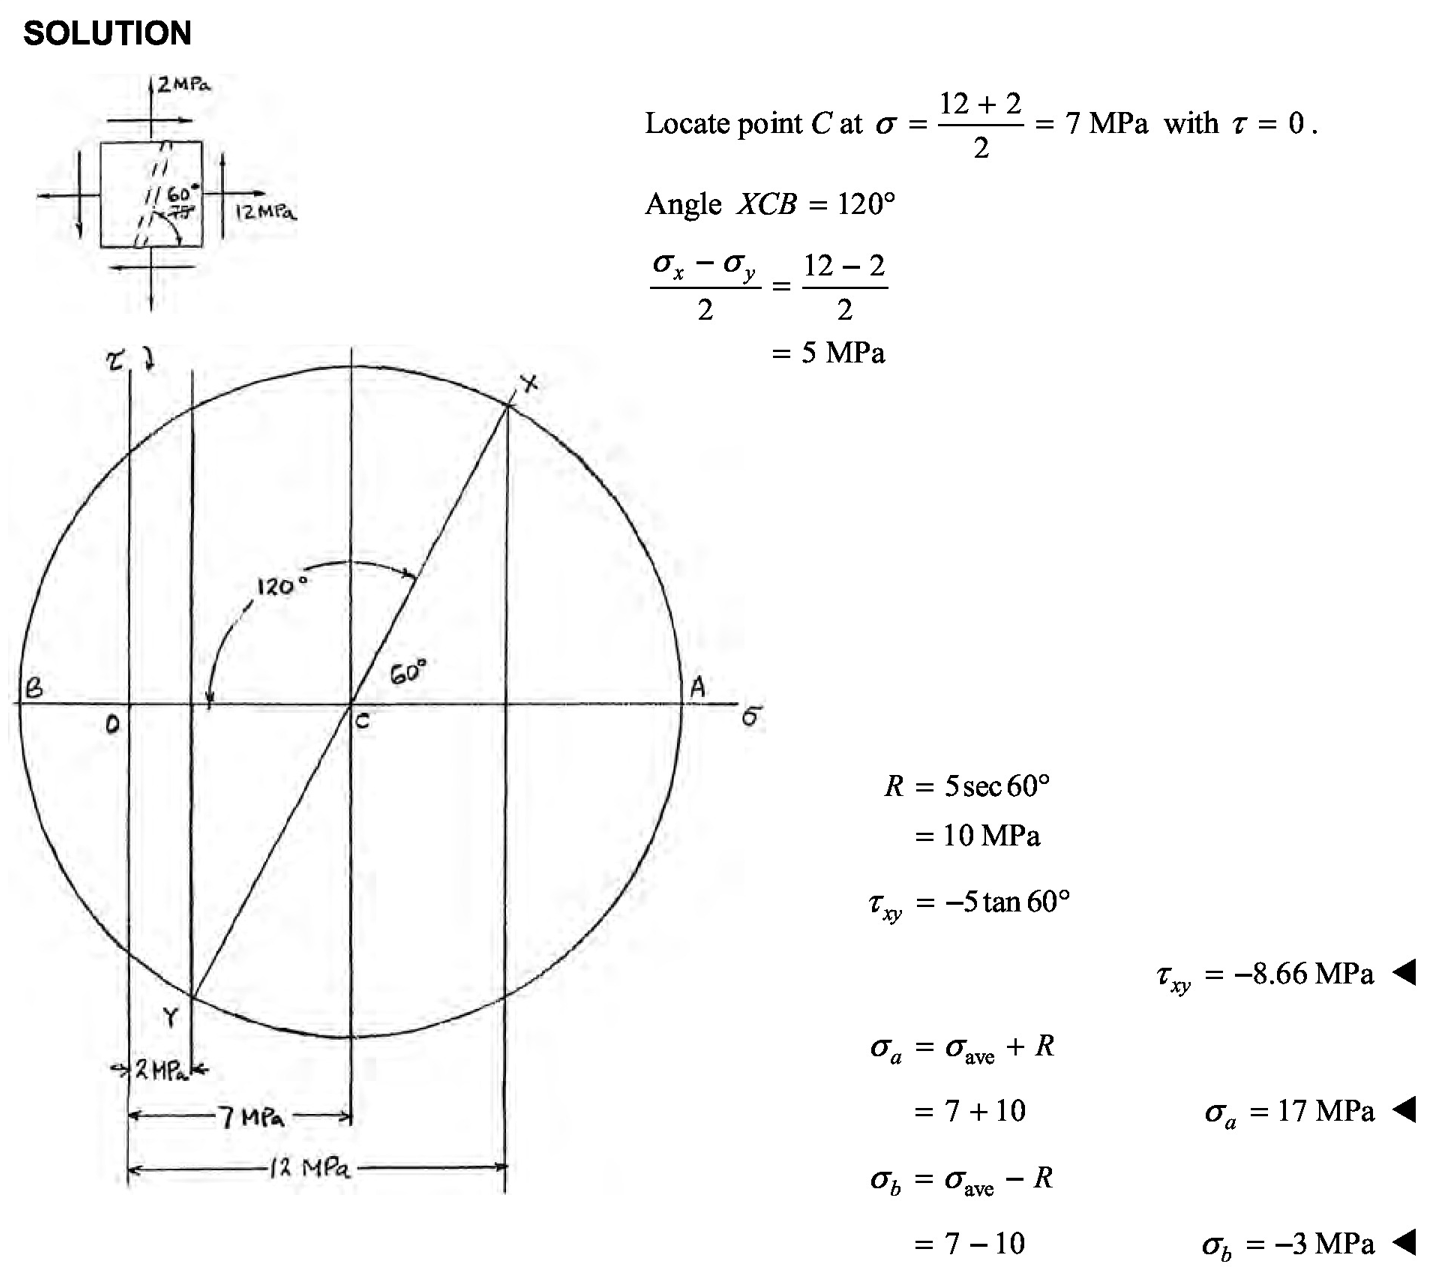 SOLUTION
2 MPa
60°
75
12 MPa
Locate point C at σ = (12 + 2)/2 = 7 MPa with τ = 0.
Angle XCB = 120°
(σx − σy)/2 = (12 − 2)/2
= 5 MPa
τ
X
120°
60°
B
A
O
C
σ
Y
2 MPa
7 MPa
12 MPa
R = 5 sec 60°
= 10 MPa
τxy = −5 tan 60°
τxy = −8.66 MPa ◀
σa = σave + R
= 7 + 10 σa = 17 MPa ◀
σb = σave − R
= 7 − 10 σb = −3 MPa ◀